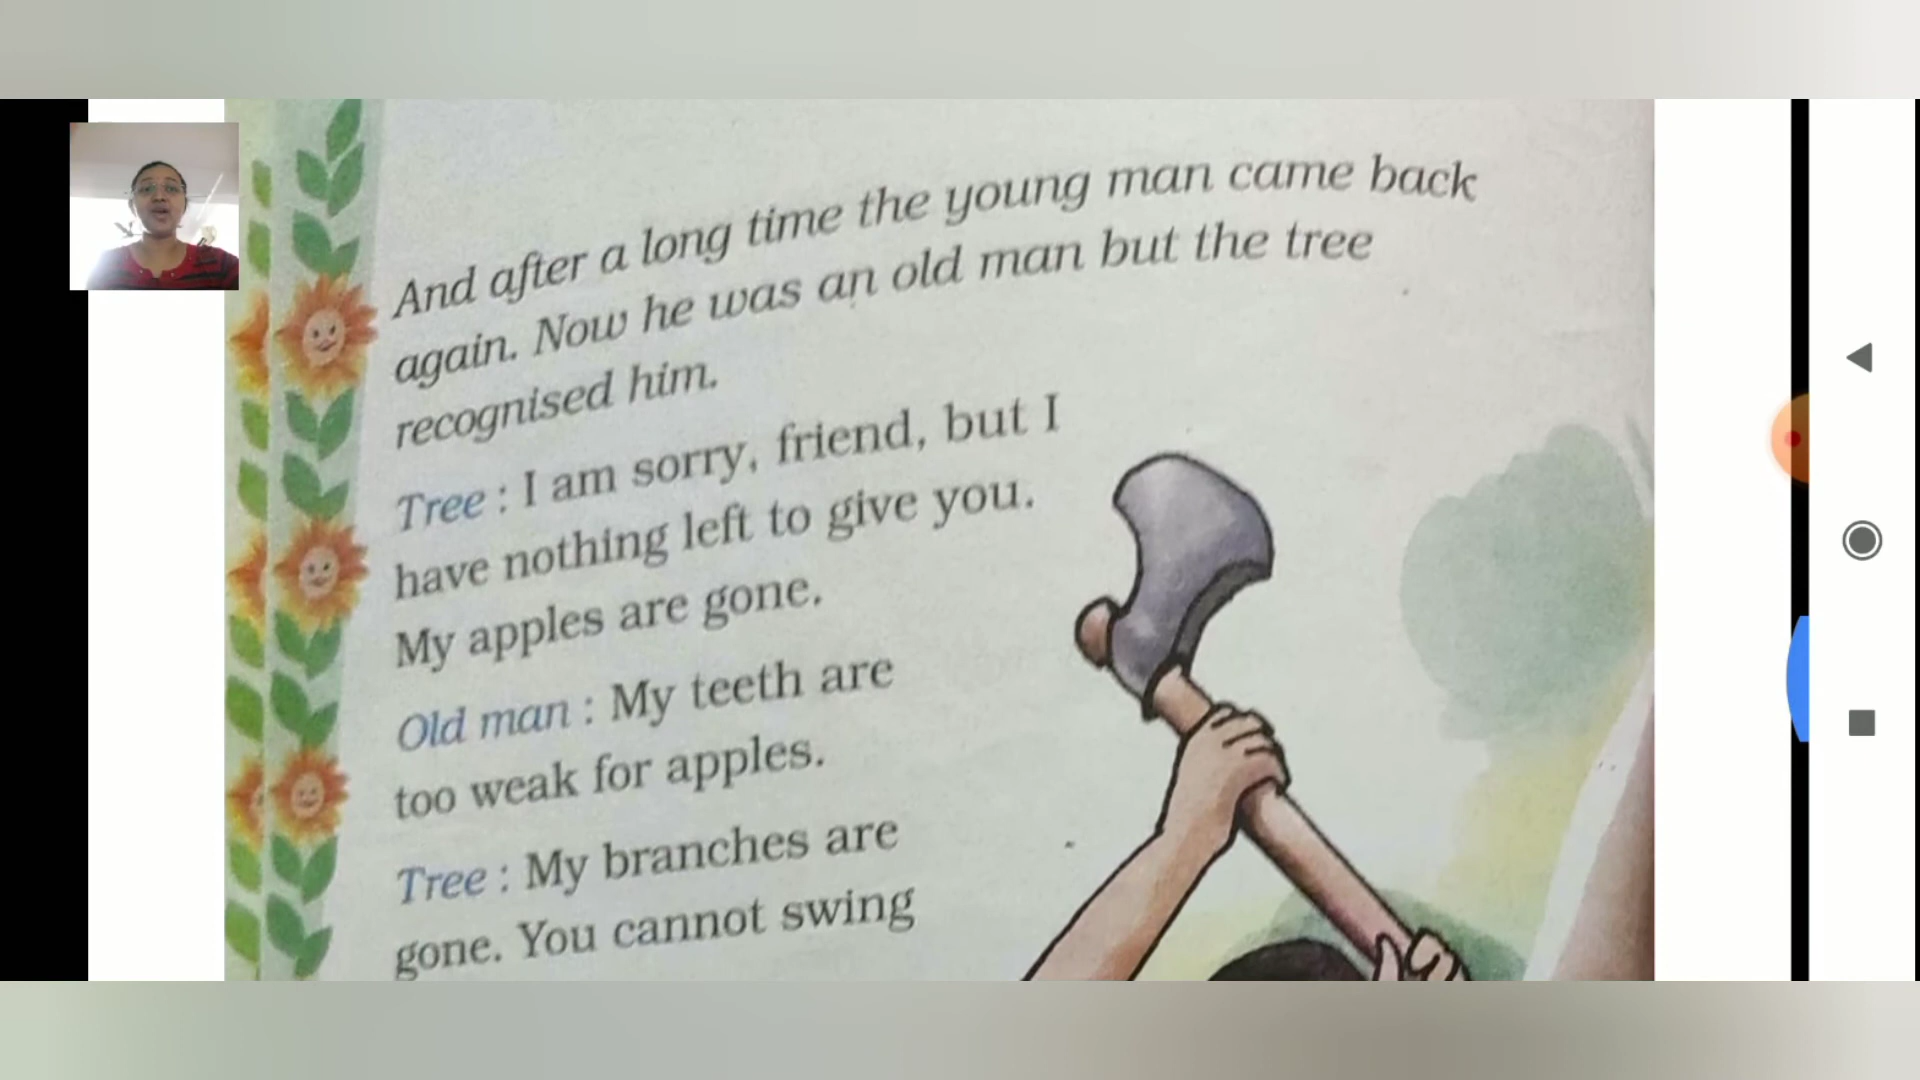 And after a long time the young man came back
again. Now he was an old man but the tree
recognised him.
Tree : I am sorry, friend, but I
have nothing left to give you.
My apples are gone.
Old man : My teeth are
too weak for apples.
Tree : My branches are
gone. You cannot swing